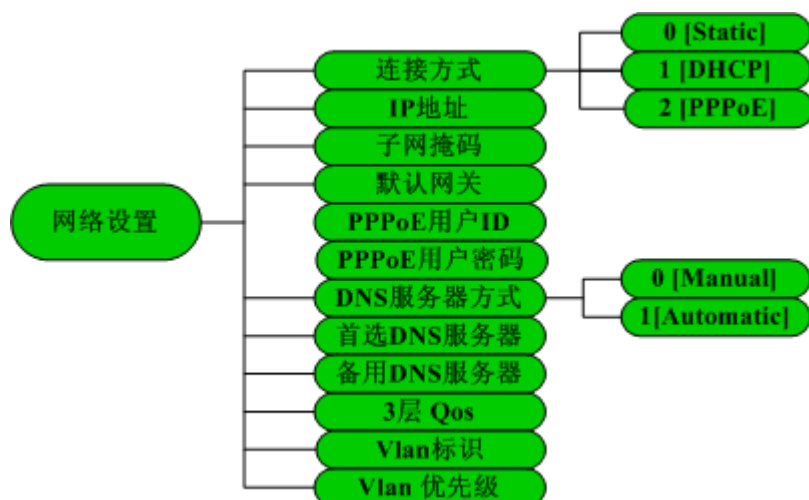 网络设置
连接方式
0 [Static]
1 [DHCP]
2 [PPPoE]
IP地址
子网掩码
默认网关
PPPoE用户ID
PPPoE用户密码
DNS服务器方式
0 [Manual]
1[Automatic]
首选DNS服务器
备用DNS服务器
3层 Qos
Vlan标识
Vlan 优先级